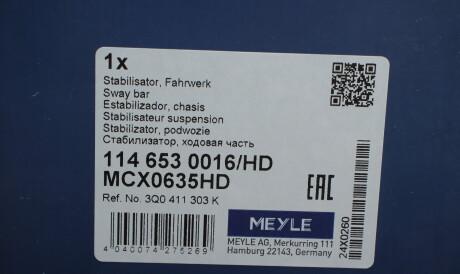 1x
Stabilisator, Fahrwerk
Sway bar
Estabilizador, chasis
Stabilisateur suspension
Stabilizator, podwozie
Стабилизатор, ходовая часть
114 653 0016/HD
MCX0635HD
Ref. No. 3Q0 411 303 K
EAC
MEYLE
4 040074 275269
MEYLE AG, Merkurring 111
Hamburg 22143, Germany
24X0260